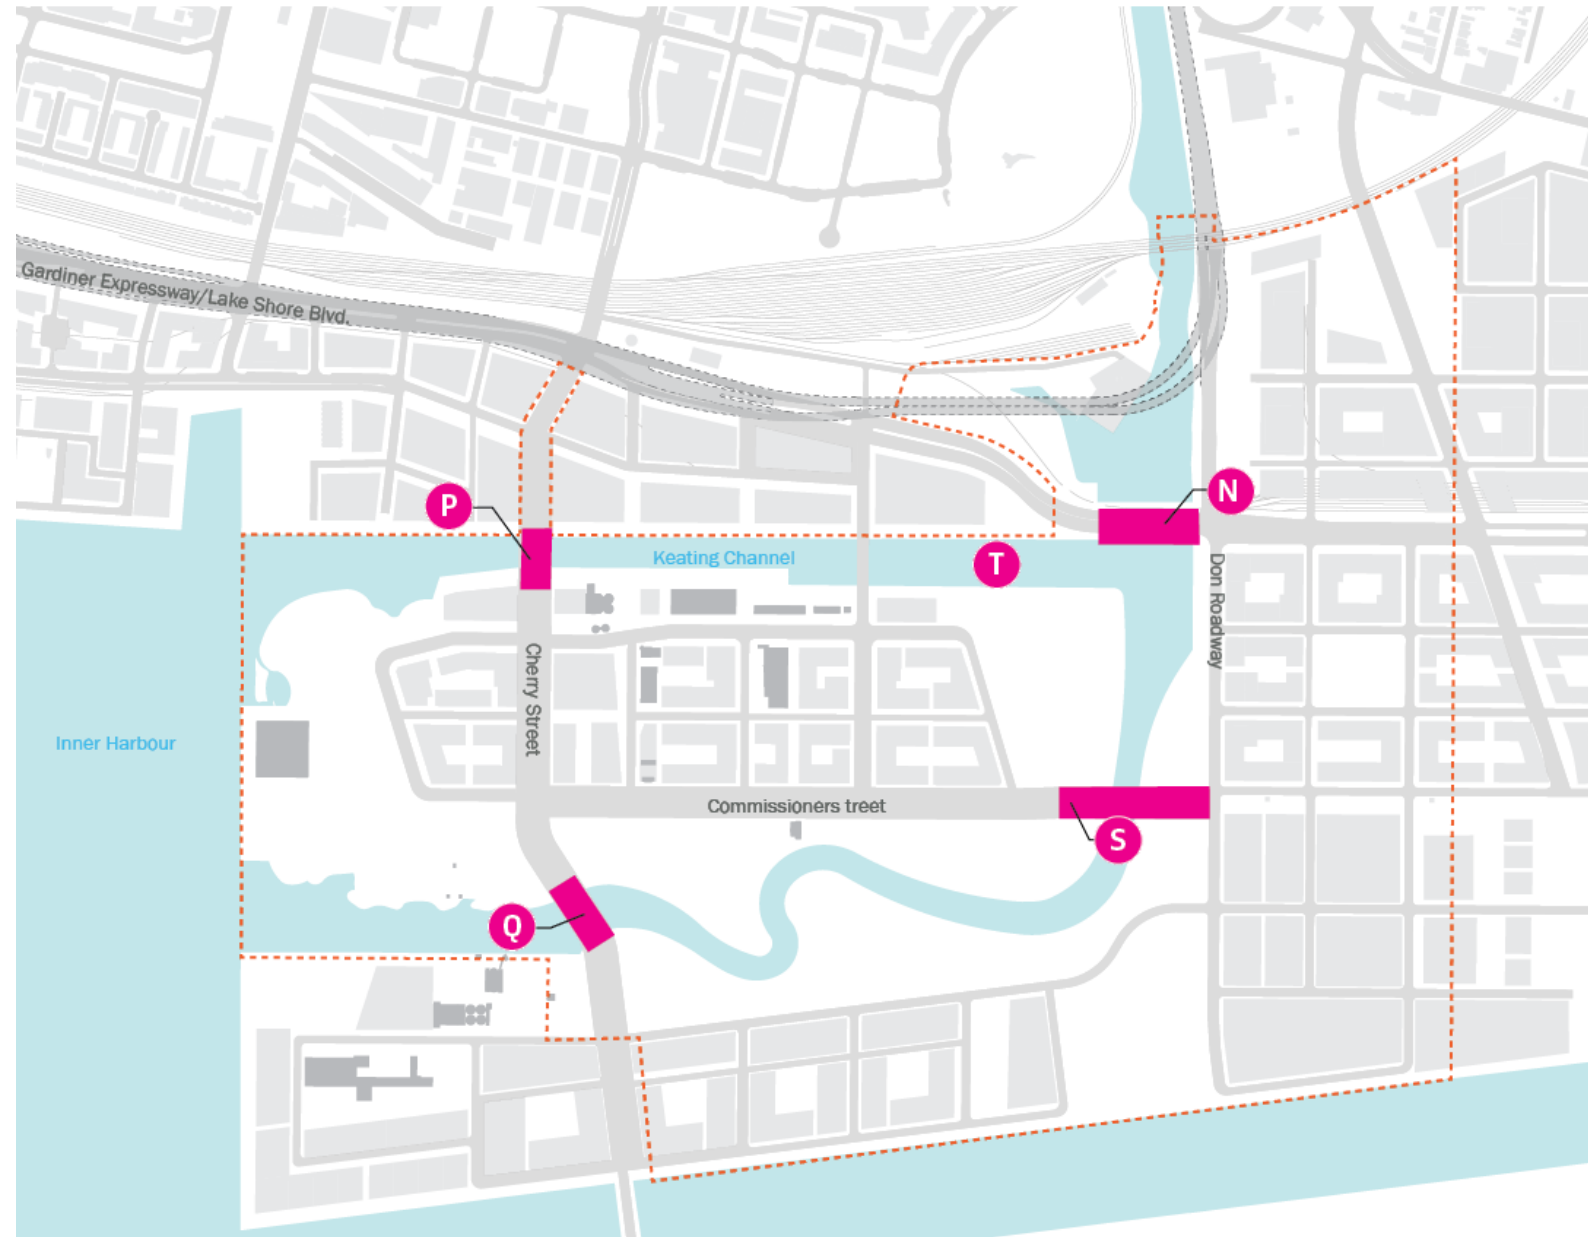 Gardiner Expressway/Lake Shore Blvd.
P
N
Keating Channel
T
Don Roadway
Cherry Street
Inner Harbour
Commissioners treet
S
Q